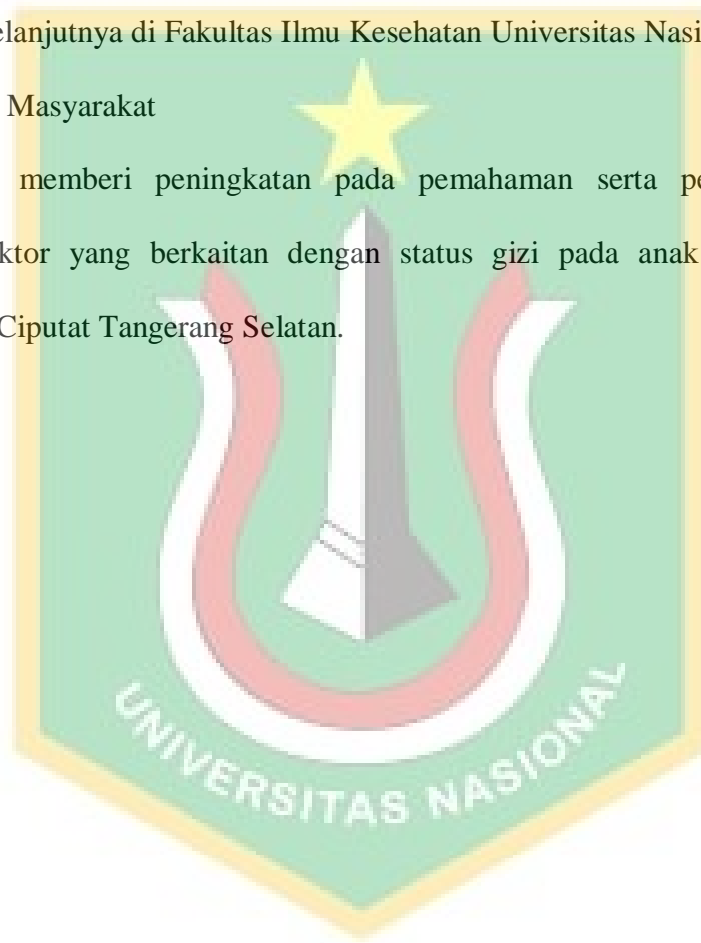 elanjutnya di Fakultas Ilmu Kesehatan Universitas Nasi
Masyarakat
memberi peningkatan pada pemahaman serta pe
ktor yang berkaitan dengan status gizi pada anak
Ciputat Tangerang Selatan.
UNIVERSITAS NASIONAL